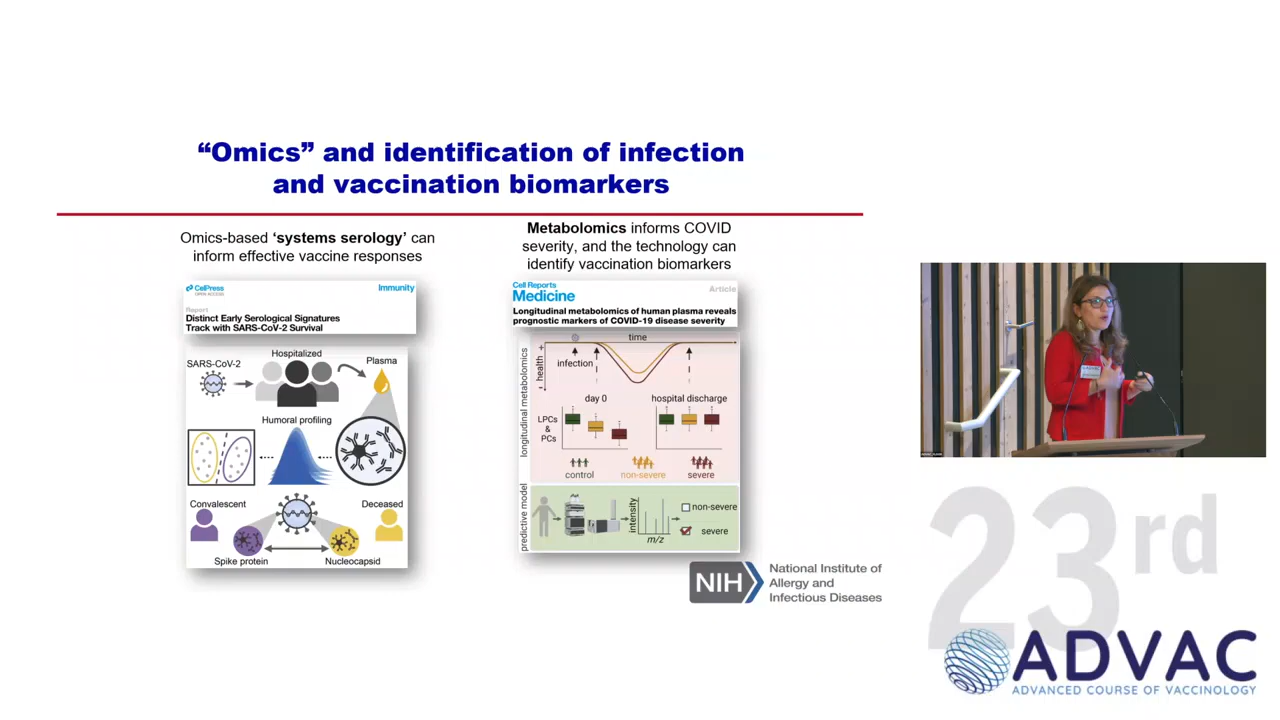 “Omics” and identification of infection
and vaccination biomarkers
Omics-based ‘systems serology’ can
inform effective vaccine responses
CelPress
OPEN ACCESS
Immunity
Report
Distinct Early Serological Signatures
Track with SARS-CoV-2 Survival
SARS-CoV-2
Hospitalized
Plasma
Humoral profiling
Convalescent
Deceased
Spike protein
Nucleocapsid
Metabolomics informs COVID
severity, and the technology can
identify vaccination biomarkers
Cell Reports
Medicine
Article
Longitudinal metabolomics of human plasma reveals
prognostic markers of COVID-19 disease severity
longitudinal metabolomics
+
health
-
time
infection
day 0
hospital discharge
LPCs
&
PCs
control
non-severe
severe
predictive model
intensity
m/z
non-severe
severe
NIH
National Institute of
Allergy and
Infectious Diseases
23rd
ADVAC
ADVANCED COURSE OF VACCINOLOGY